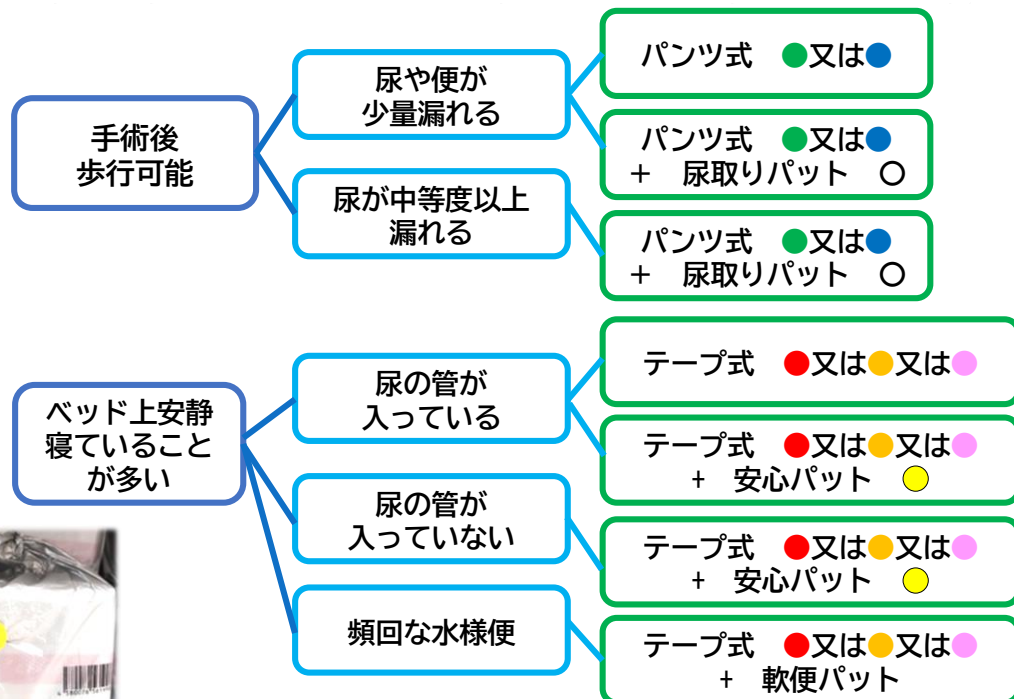 手術後
歩行可能
尿や便が
少量漏れる
パンツ式 ●又は●
パンツ式 ●又は●
+ 尿取りパット ○
尿が中等度以上
漏れる
パンツ式 ●又は●
+ 尿取りパット ○
ベッド上安静
寝ていること
が多い
尿の管が
入っている
テープ式 ●又は●又は●
テープ式 ●又は●又は●
+ 安心パット ●
尿の管が
入っていない
テープ式 ●又は●又は●
+ 安心パット ●
頻回な水様便
テープ式 ●又は●又は●
+ 軟便パット